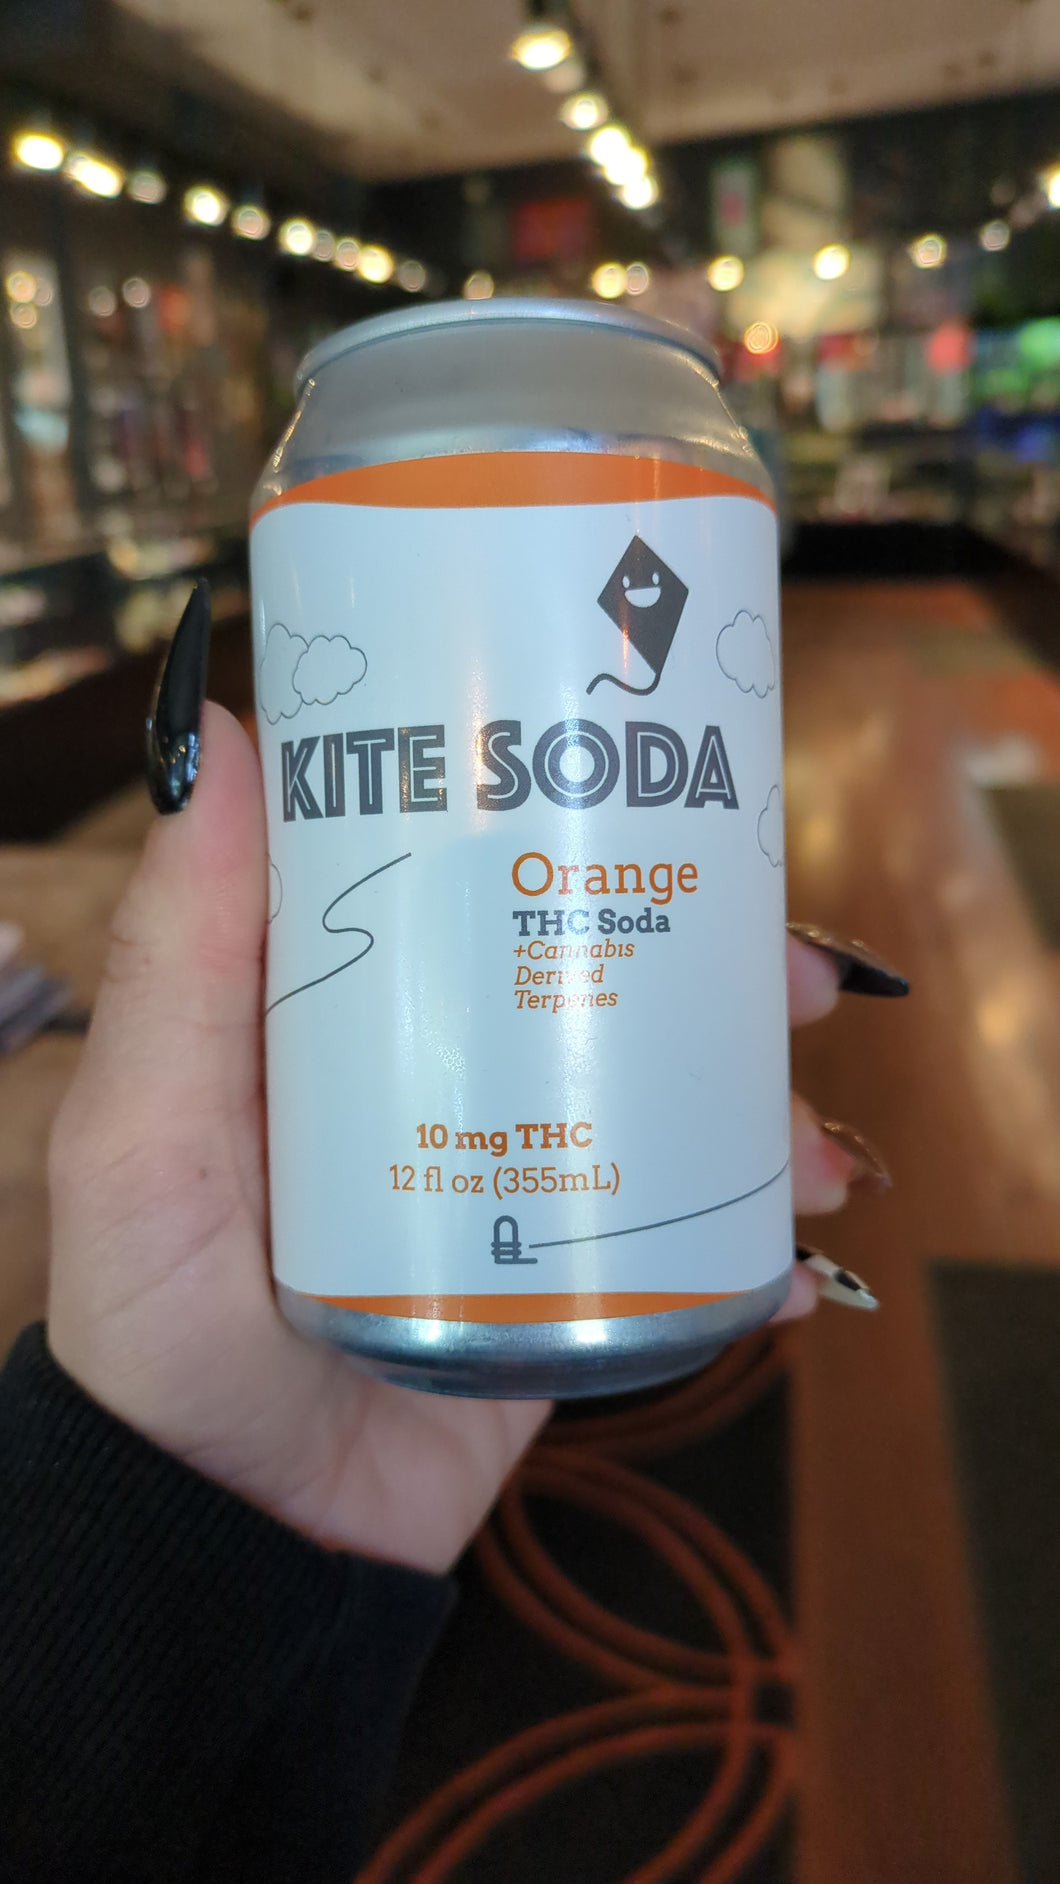 KITE SODA
Orange
THC Soda
+Cannabis
Derived
Terpenes
10 mg THC
12 fl oz (355mL)